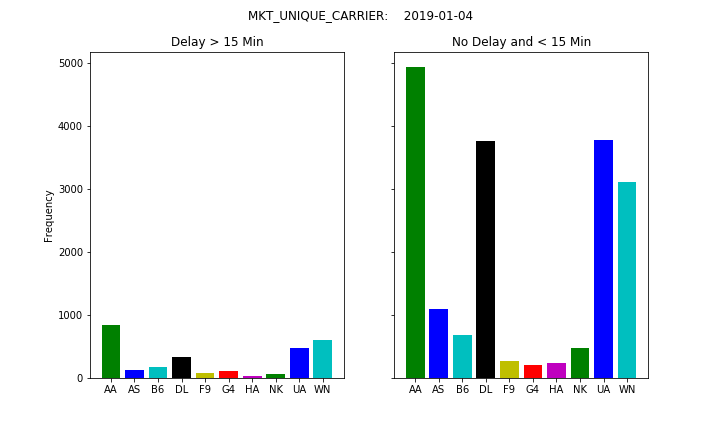 MKT_UNIQUE_CARRIER:    2019-01-04
Delay > 15 Min
No Delay and < 15 Min
5000
4000
3000
2000
1000
0
Frequency
AA AS B6 DL F9 G4 HA NK UA WN
AA AS B6 DL F9 G4 HA NK UA WN